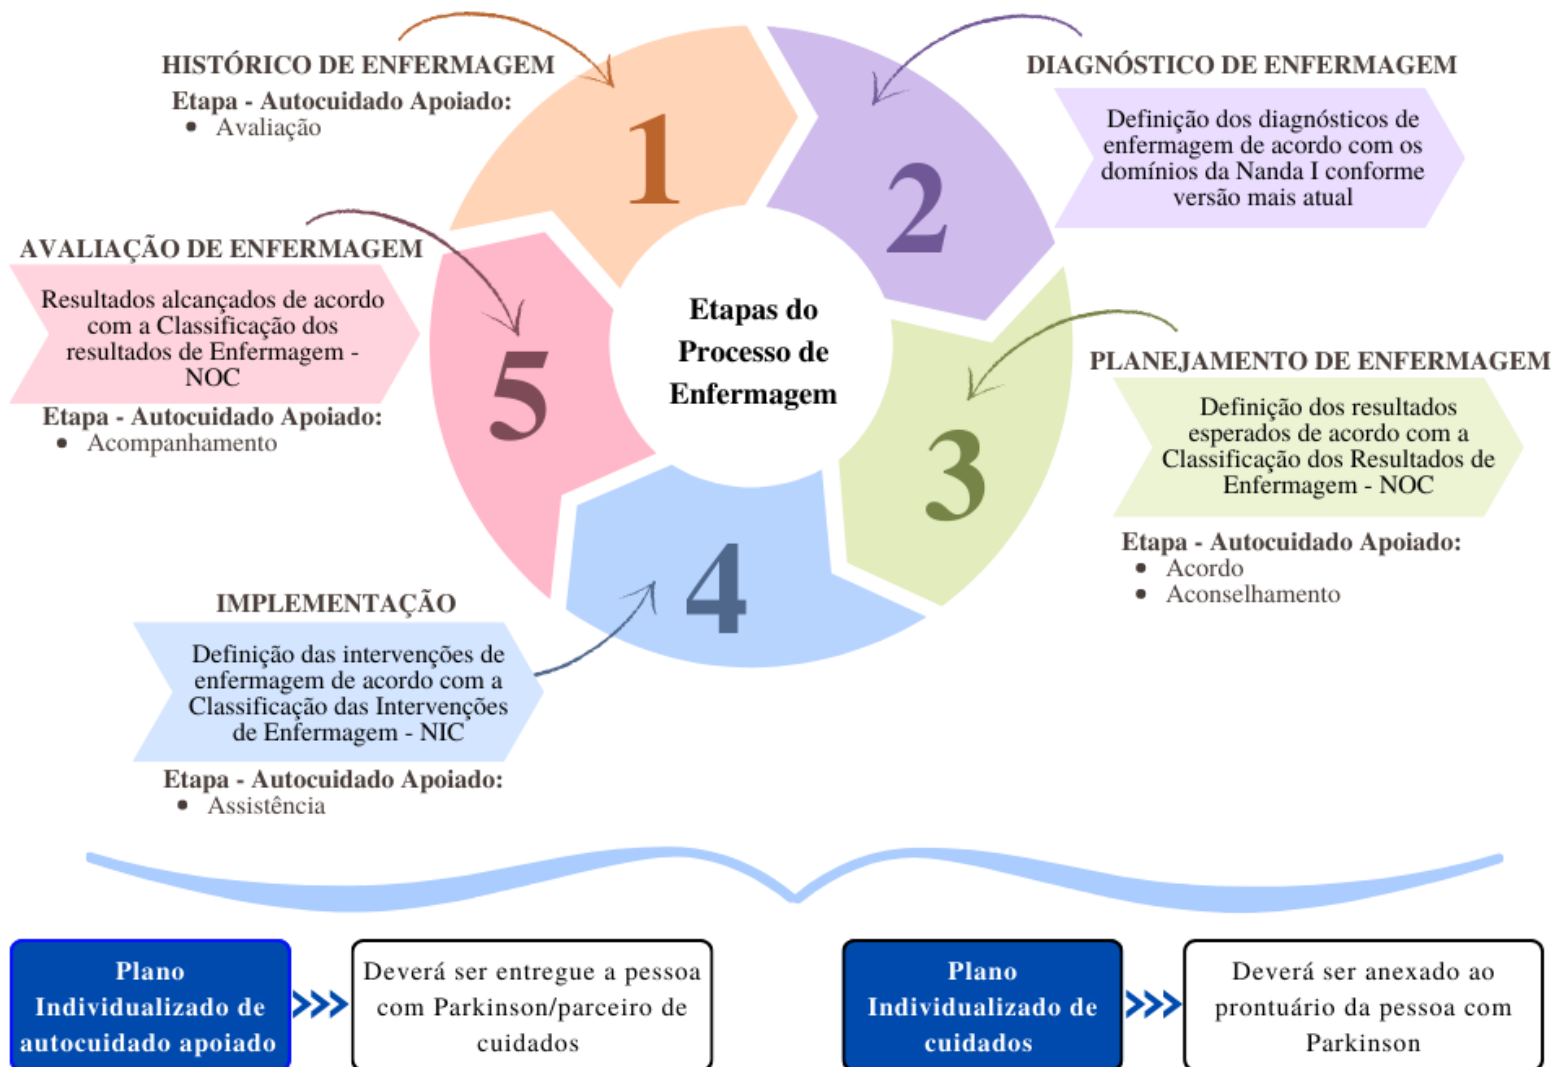 HISTÓRICO DE ENFERMAGEM
Etapa - Autocuidado Apoiado:
• Avaliação
1
DIAGNÓSTICO DE ENFERMAGEM
Definição dos diagnósticos de
enfermagem de acordo com os
domínios da Nanda I conforme
versão mais atual
2
PLANEJAMENTO DE ENFERMAGEM
Definição dos resultados
esperados de acordo com a
Classificação dos Resultados de
Enfermagem - NOC
Etapa - Autocuidado Apoiado:
• Acordo
• Aconselhamento
3
IMPLEMENTAÇÃO
Definição das intervenções de
enfermagem de acordo com a
Classificação das Intervenções
de Enfermagem - NIC
Etapa - Autocuidado Apoiado:
• Assistência
4
AVALIAÇÃO DE ENFERMAGEM
Resultados alcançados de acordo
com a Classificação dos
resultados de Enfermagem -
NOC
Etapa - Autocuidado Apoiado:
• Acompanhamento
5
Etapas do
Processo de
Enfermagem
Plano
Individualizado de
autocuidado apoiado
Deverá ser entregue a pessoa
com Parkinson/parceiro de
cuidados
Plano
Individualizado de
cuidados
Deverá ser anexado ao
prontuário da pessoa com
Parkinson